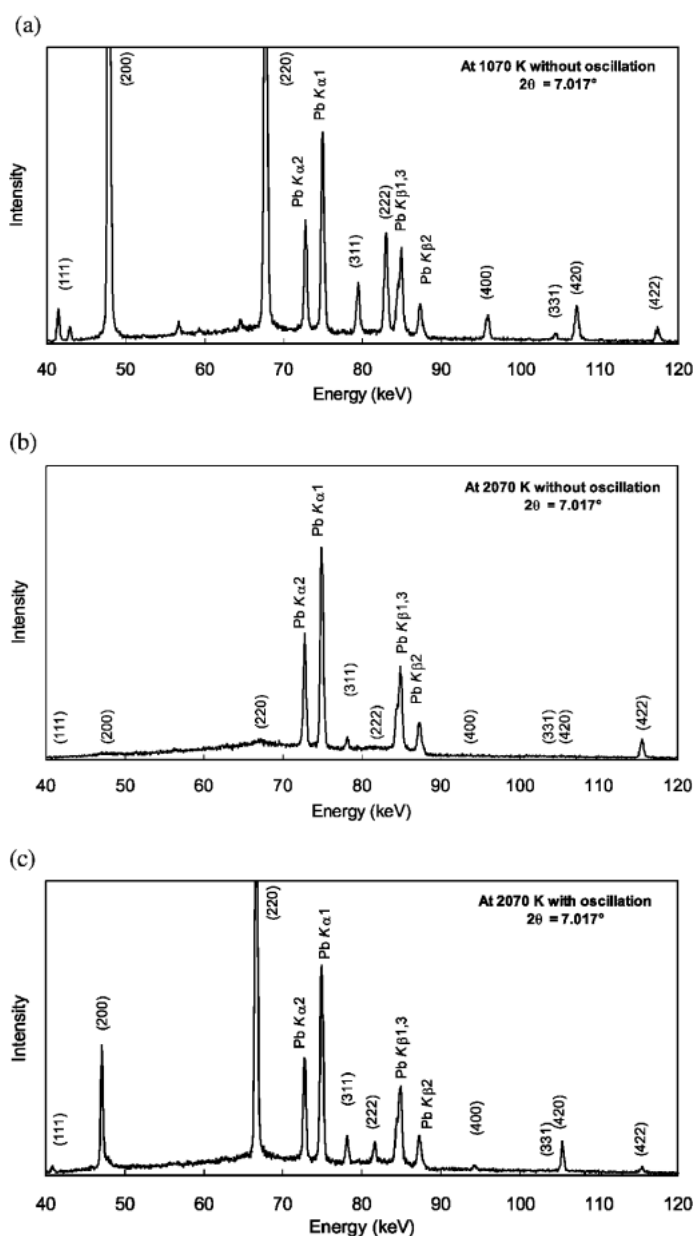 (a)
At 1070 K without oscillation
2θ = 7.017°
(111)
(200)
(220)
Pb Kα2
Pb Kα1
(311)
(222)
Pb Kβ1,3
Pb Kβ2
(400)
(331)
(420)
(422)
Intensity
40 50 60 70 80 90 100 110 120
Energy (keV)
(b)
At 2070 K without oscillation
2θ = 7.017°
(111)
(200)
(220)
Pb Kα2
Pb Kα1
(311)
(222)
Pb Kβ1,3
Pb Kβ2
(400)
(331)
(420)
(422)
Intensity
40 50 60 70 80 90 100 110 120
Energy (keV)
(c)
At 2070 K with oscillation
2θ = 7.017°
(111)
(200)
(220)
Pb Kα2
Pb Kα1
(311)
(222)
Pb Kβ1,3
Pb Kβ2
(400)
(331)
(420)
(422)
Intensity
40 50 60 70 80 90 100 110 120
Energy (keV)